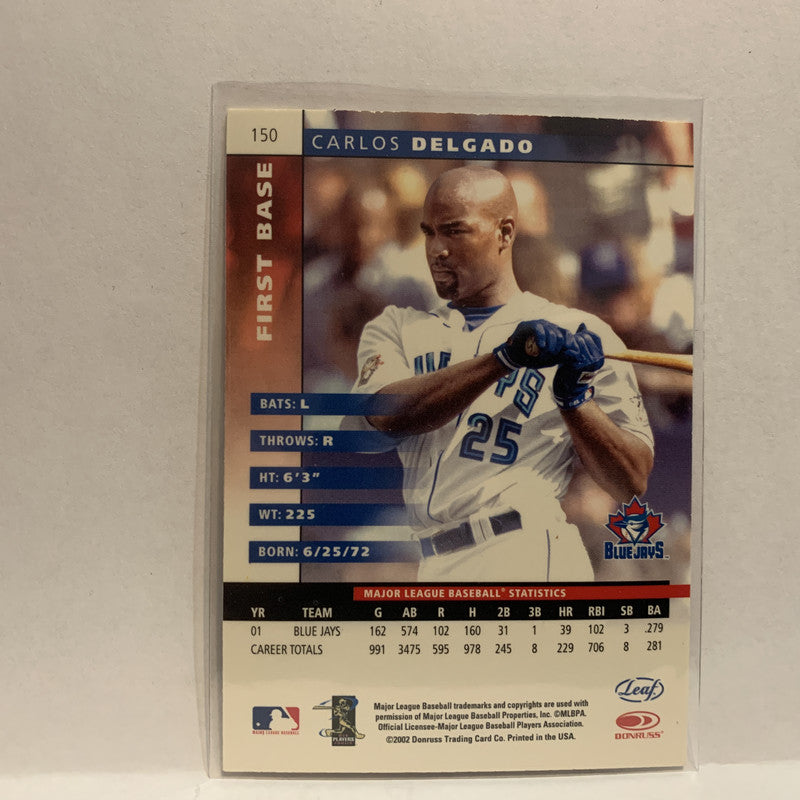 150
CARLOS DELGADO
FIRST BASE
25
BATS: L
THROWS: R
HT: 6'3"
WT: 225
BORN: 6/25/72
BLUE JAYS
MAJOR LEAGUE BASEBALL® STATISTICS
YR TEAM G AB R H 2B 3B HR RBI SB BA
01 BLUE JAYS 162 574 102 160 31 1 39 102 3 .279
CAREER TOTALS 991 3475 595 978 245 8 229 706 8 281
Leaf
Major League Baseball trademarks and copyrights are used with
permission of Major League Baseball Properties, Inc. ©MLBPA.
Official Licensee-Major League Baseball Players Association.
©2002 Donruss Trading Card Co. Printed in the USA.
MAJOR LEAGUE BASEBALL
PLAYERS
DONRUSS